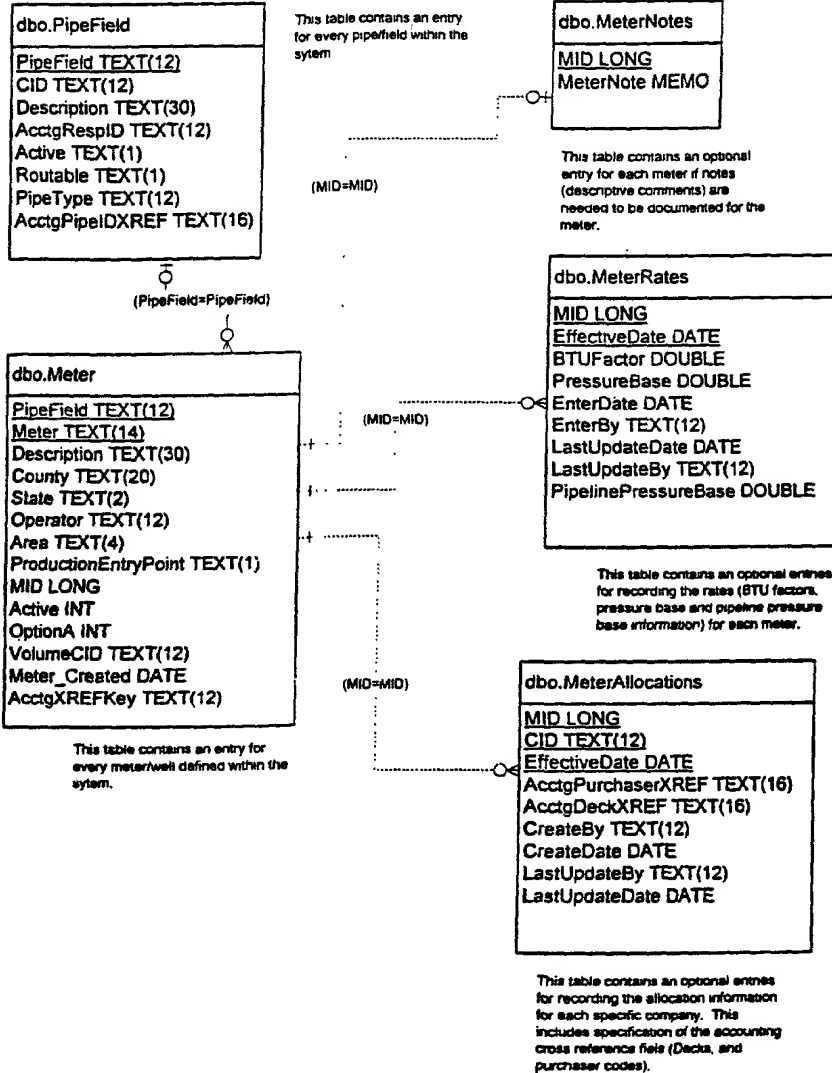 dbo.PipeField
PipeField TEXT(12)
CID TEXT(12)
Description TEXT(30)
AcctgRespID TEXT(12)
Active TEXT(1)
Routable TEXT(1)
PipeType TEXT(12)
AcctgPipeIDXREF TEXT(16)
This table contains an entry
for every pipe/field within the
sytem
dbo.MeterNotes
MID LONG
MeterNote MEMO
(MID=MID)
This table contains an optional
entry for each meter if notes
(descriptive comments) are
needed to be documented for the
meter.
(PipeField=PipeField)
dbo.MeterRates
MID LONG
EffectiveDate DATE
BTUFactor DOUBLE
PressureBase DOUBLE
EnterDate DATE
EnterBy TEXT(12)
LastUpdateDate DATE
LastUpdateBy TEXT(12)
PipelinePressureBase DOUBLE
(MID=MID)
This table contains an optional entries
for recording the rates (BTU factors,
pressure base and pipeline pressure
base information) for each meter.
dbo.Meter
PipeField TEXT(12)
Meter TEXT(14)
Description TEXT(30)
County TEXT(20)
State TEXT(2)
Operator TEXT(12)
Area TEXT(4)
ProductionEntryPoint TEXT(1)
MID LONG
Active INT
OptionA INT
VolumeCID TEXT(12)
Meter_Created DATE
AcctgXREFKey TEXT(12)
This table contains an entry for
every meter/well defined within the
sytem.
(MID=MID)
dbo.MeterAllocations
MID LONG
CID TEXT(12)
EffectiveDate DATE
AcctgPurchaserXREF TEXT(16)
AcctgDeckXREF TEXT(16)
CreateBy TEXT(12)
CreateDate DATE
LastUpdateBy TEXT(12)
LastUpdateDate DATE
This table contains an optional entries
for recording the allocation information
for each specific company. This
includes specification of the accounting
cross reference fiels (Decks, and
purchaser codes).